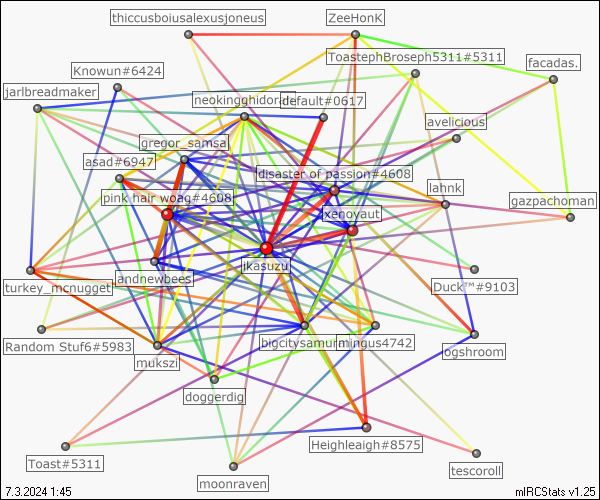 thiccusboiusalexusjoneus
ZeeHonK
ToastephBroseph5311#5311
facadas.
Knowun#6424
jarlbreadmaker
neokingghidorah
default#0617
avelicious
gregor_samsa
asad#6947
disaster of passion#4608
lahnk
pink hair woag#4608
xenoyaut
gazpachoman
jkasuzu
andnewbees
turkey_mcnugget
Duck™#9103
Random Stuf6#5983
bigcitysamurai
mingus4742
ogshroom
mukszi
doggerdig
Heighleaigh#8575
Toast#5311
moonraven
tescoroll
7.3.2024 1:45
mIRCStats v1.25